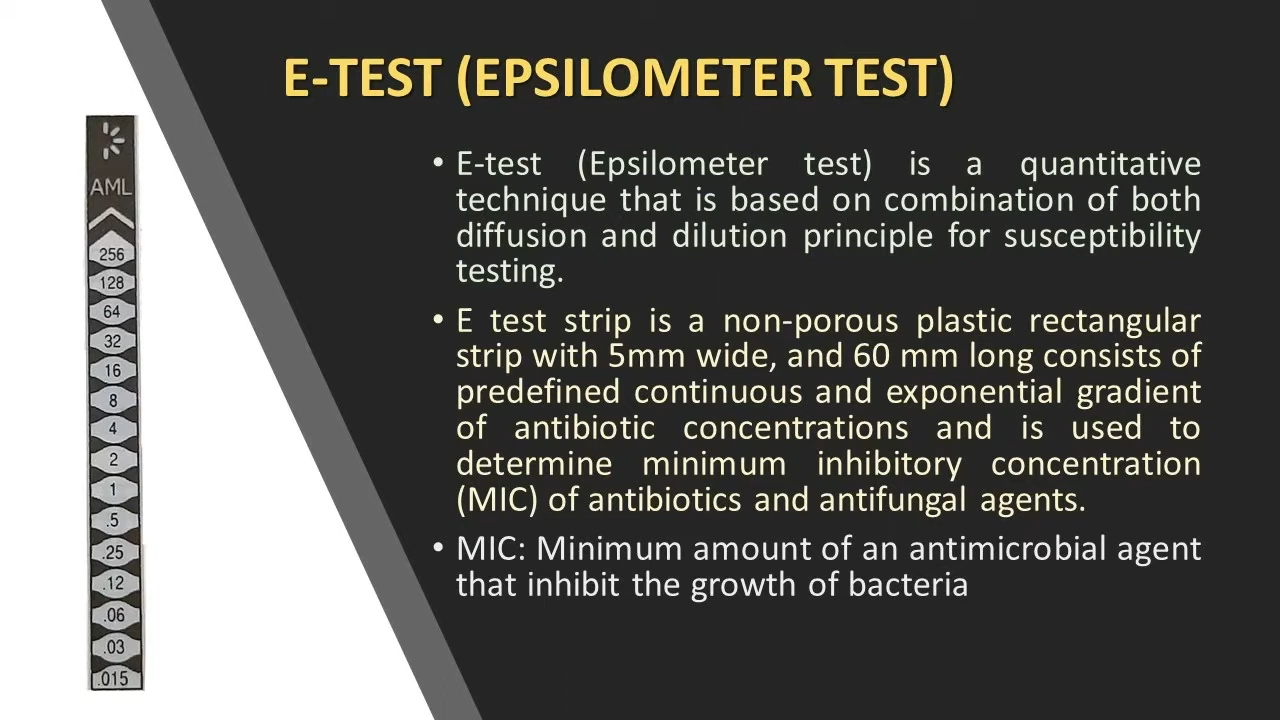 E-TEST (EPSILOMETER TEST)
• E-test (Epsilometer test) is a quantitative
technique that is based on combination of both
diffusion and dilution principle for susceptibility
testing.
• E test strip is a non-porous plastic rectangular
strip with 5mm wide, and 60 mm long consists of
predefined continuous and exponential gradient
of antibiotic concentrations and is used to
determine minimum inhibitory concentration
(MIC) of antibiotics and antifungal agents.
• MIC: Minimum amount of an antimicrobial agent
that inhibit the growth of bacteria
AML
256
128
64
32
16
8
4
2
1
.5
.25
.12
.06
.03
.015